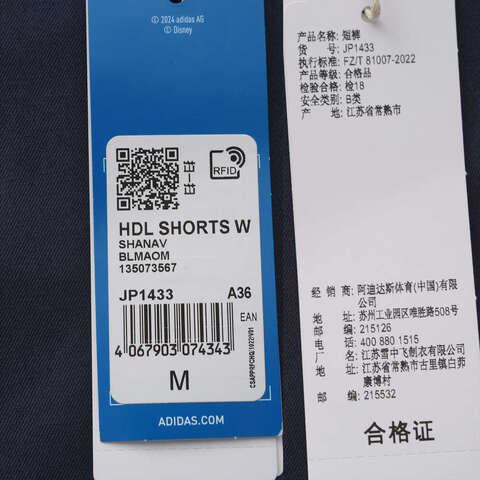 © 2024 adidas AG
© Disney
RFID
HDL SHORTS W
SHANAV
BLMAOM
135073567
JP1433 A36
EAN
4 067903 074343
M
ADIDAS.COM
产品名称: 短裤
货 号: JP1433
执行标准: FZ/T 81007-2022
产品等级: 合格品
检验合格: 检18
安全类别: B类
产 地: 江苏省常熟市
经 销 商: 阿迪达斯体育(中国)有限
公司
地 址: 苏州工业园区唯胜路508号
邮 编: 215126
电 话: 400 880 1515
厂 名: 江苏雪中飞制衣有限公司
地 址: 江苏省常熟市古里镇白茆
康博村
邮 编: 215532
合格证